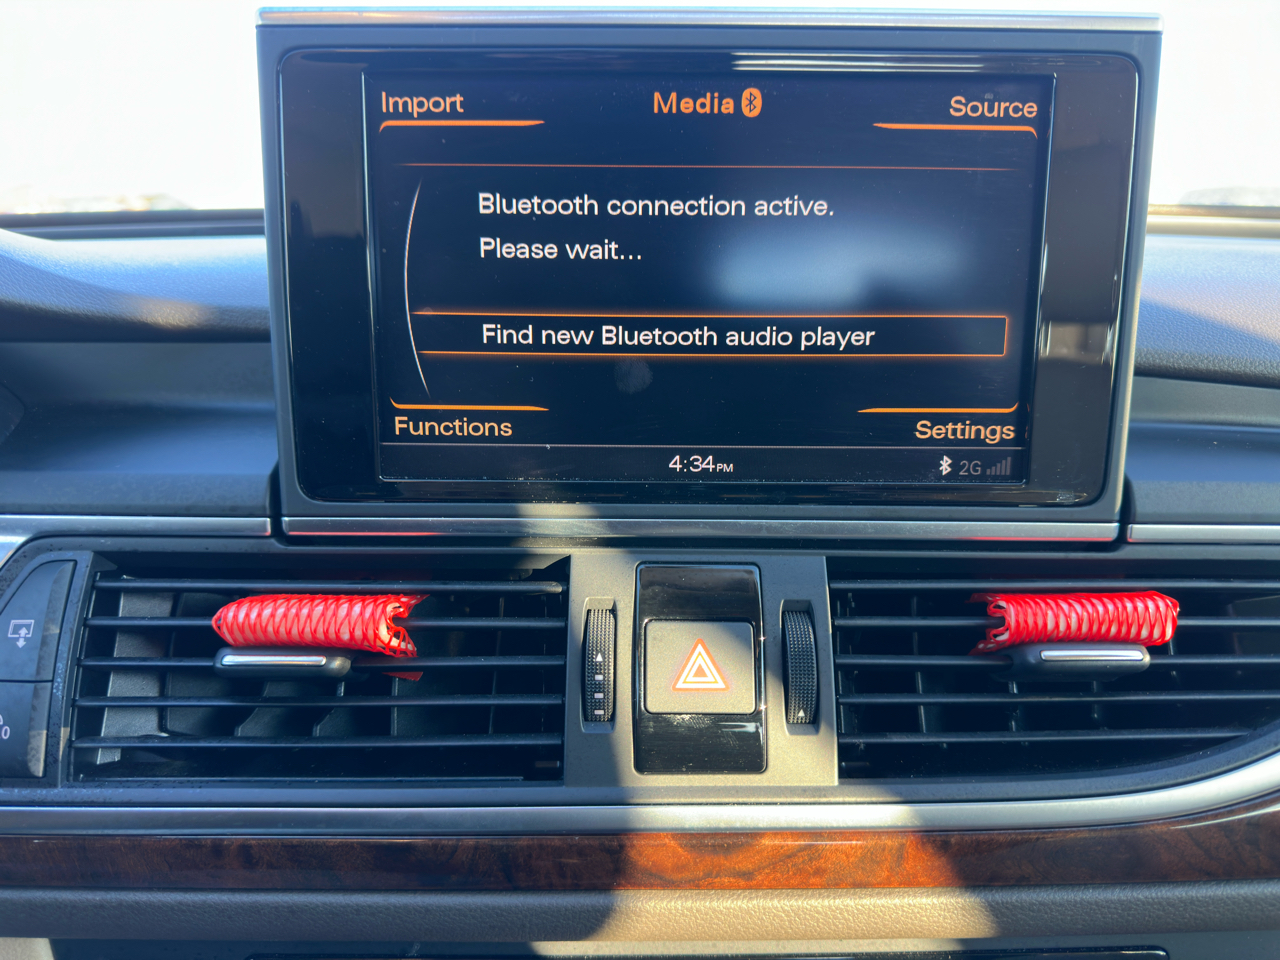 Import
Media
Source
Bluetooth connection active.
Please wait...
Find new Bluetooth audio player
Functions
Settings
4:34PM
2G